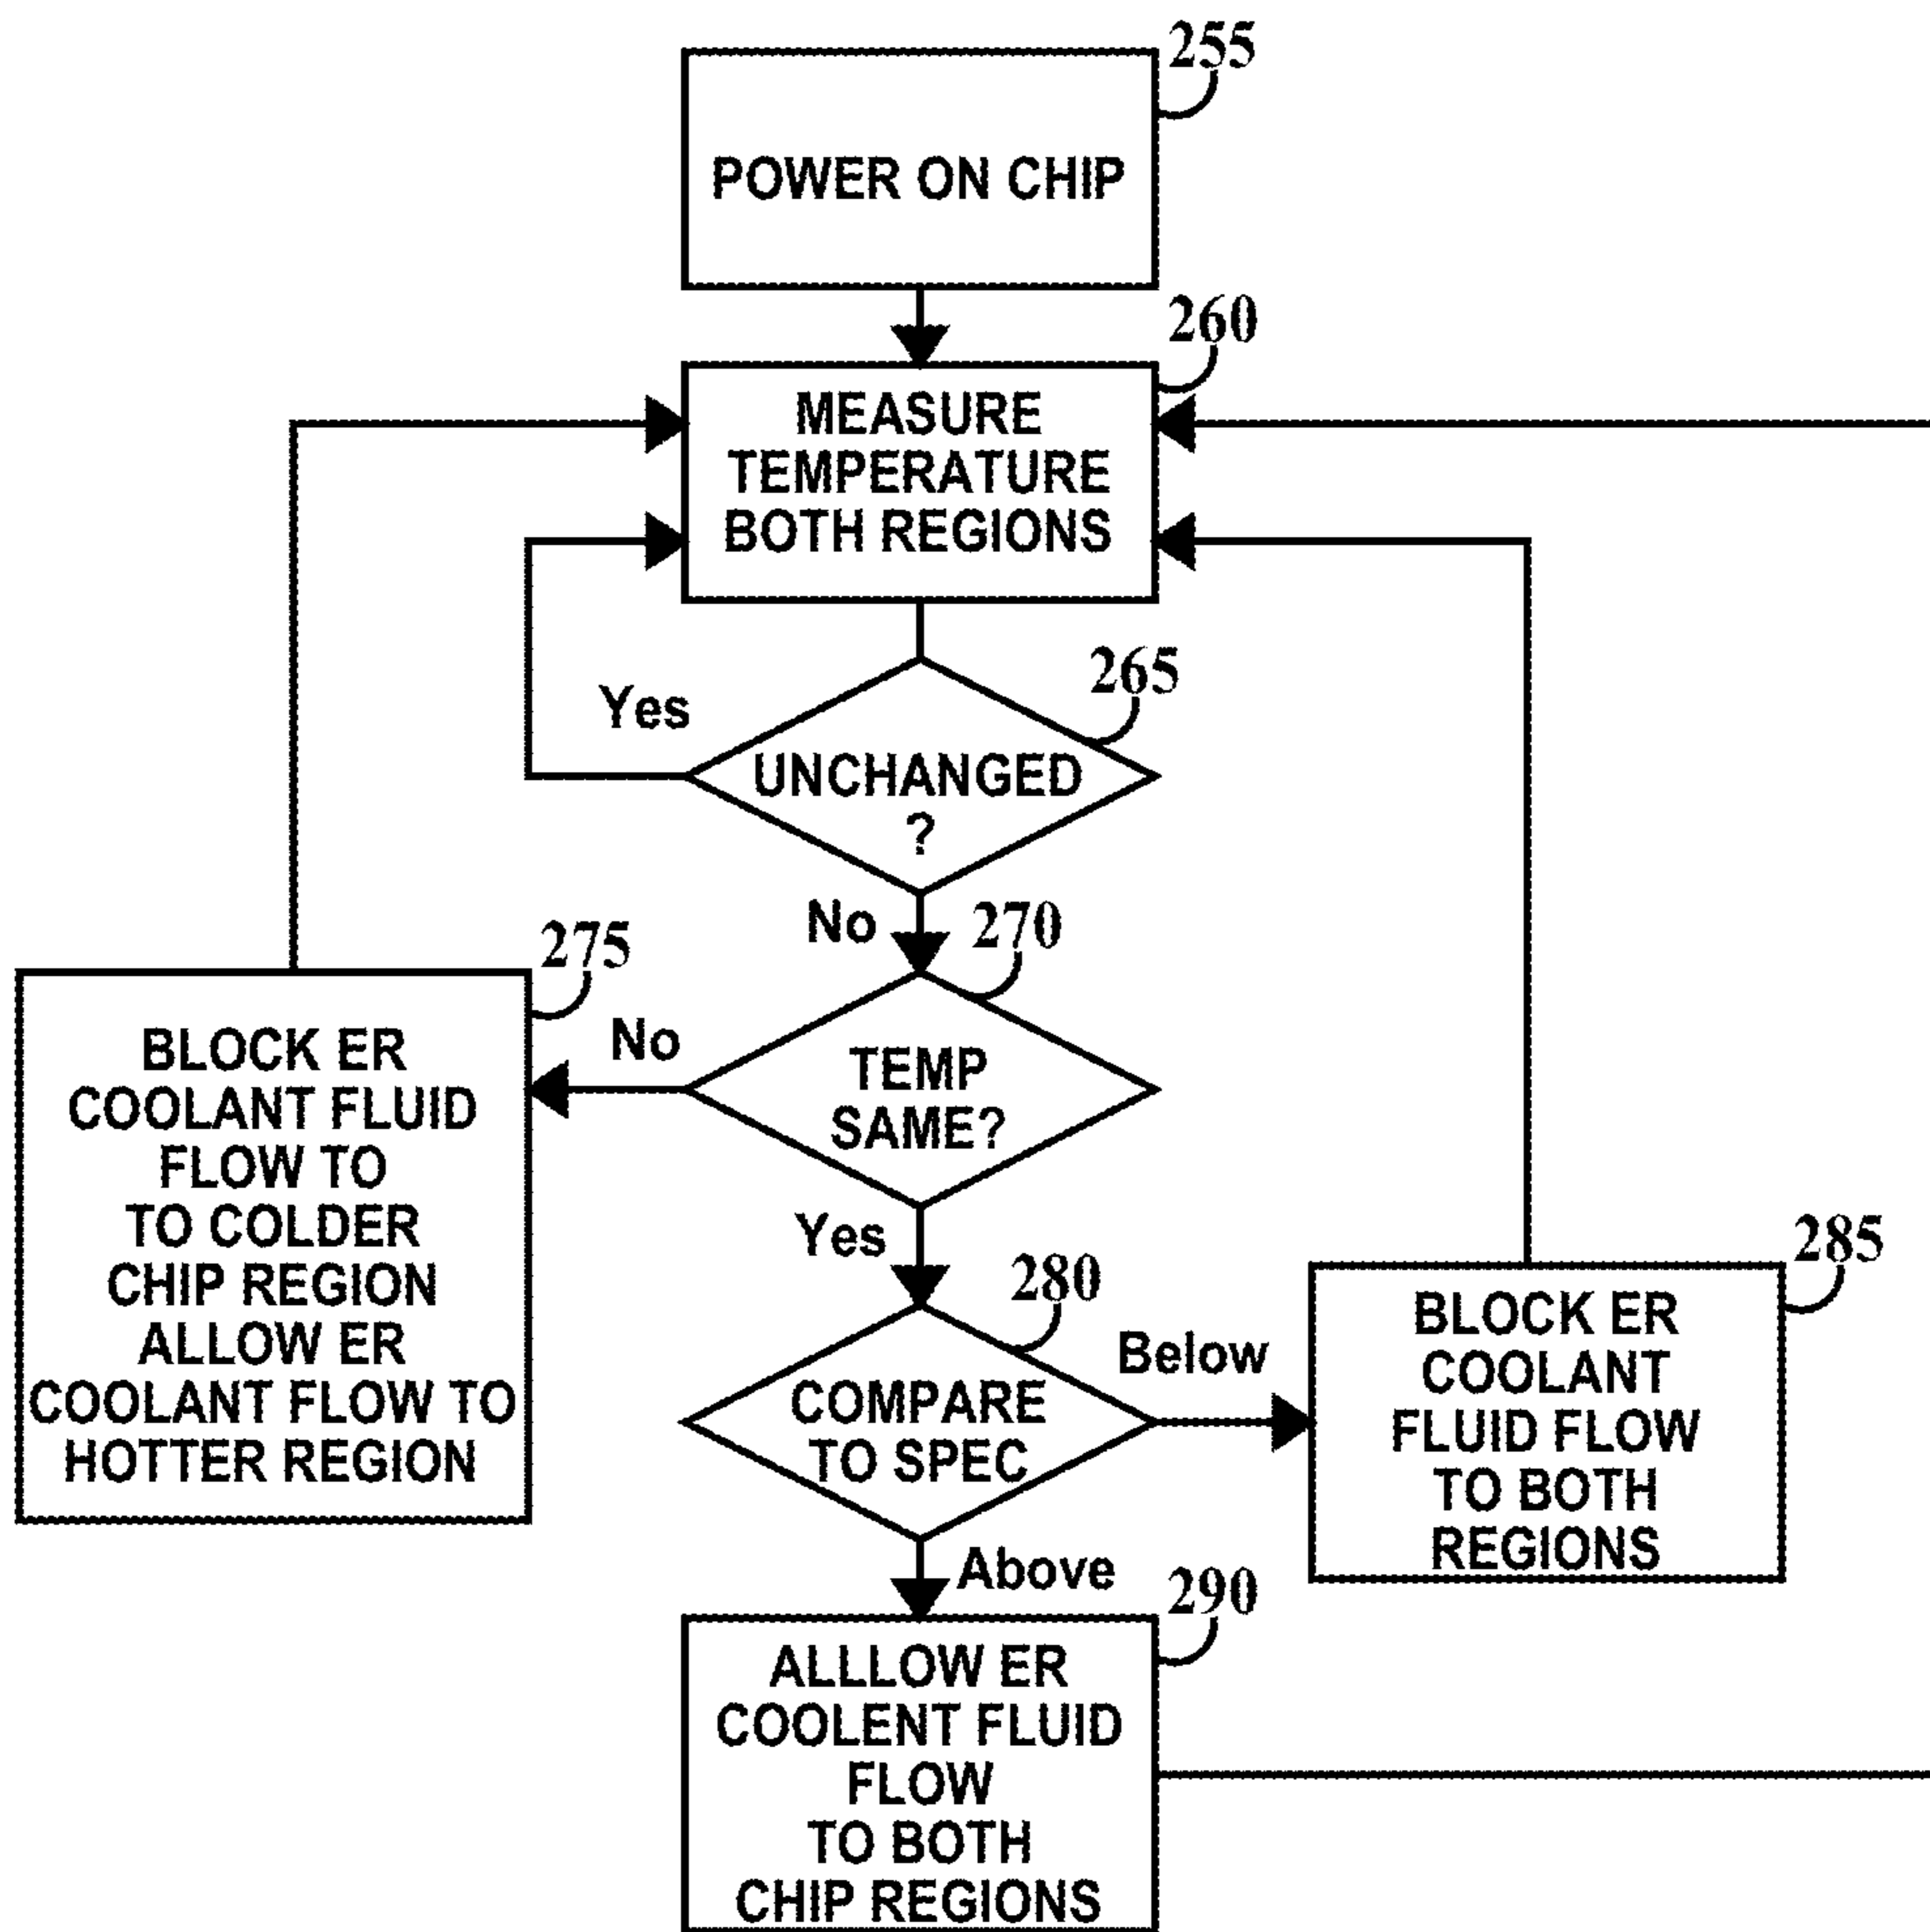 255
POWER ON CHIP
260
MEASURE
TEMPERATURE
BOTH REGIONS
265
Yes
UNCHANGED
?
No
270
275
BLOCK ER
COOLANT FLUID
FLOW TO
TO COLDER
CHIP REGION
ALLOW ER
COOLANT FLOW TO
HOTTER REGION
No
TEMP
SAME?
Yes
280
COMPARE
TO SPEC
Below
285
BLOCK ER
COOLANT
FLUID FLOW
TO BOTH
REGIONS
Above
290
ALLLOW ER
COOLENT FLUID
FLOW
TO BOTH
CHIP REGIONS